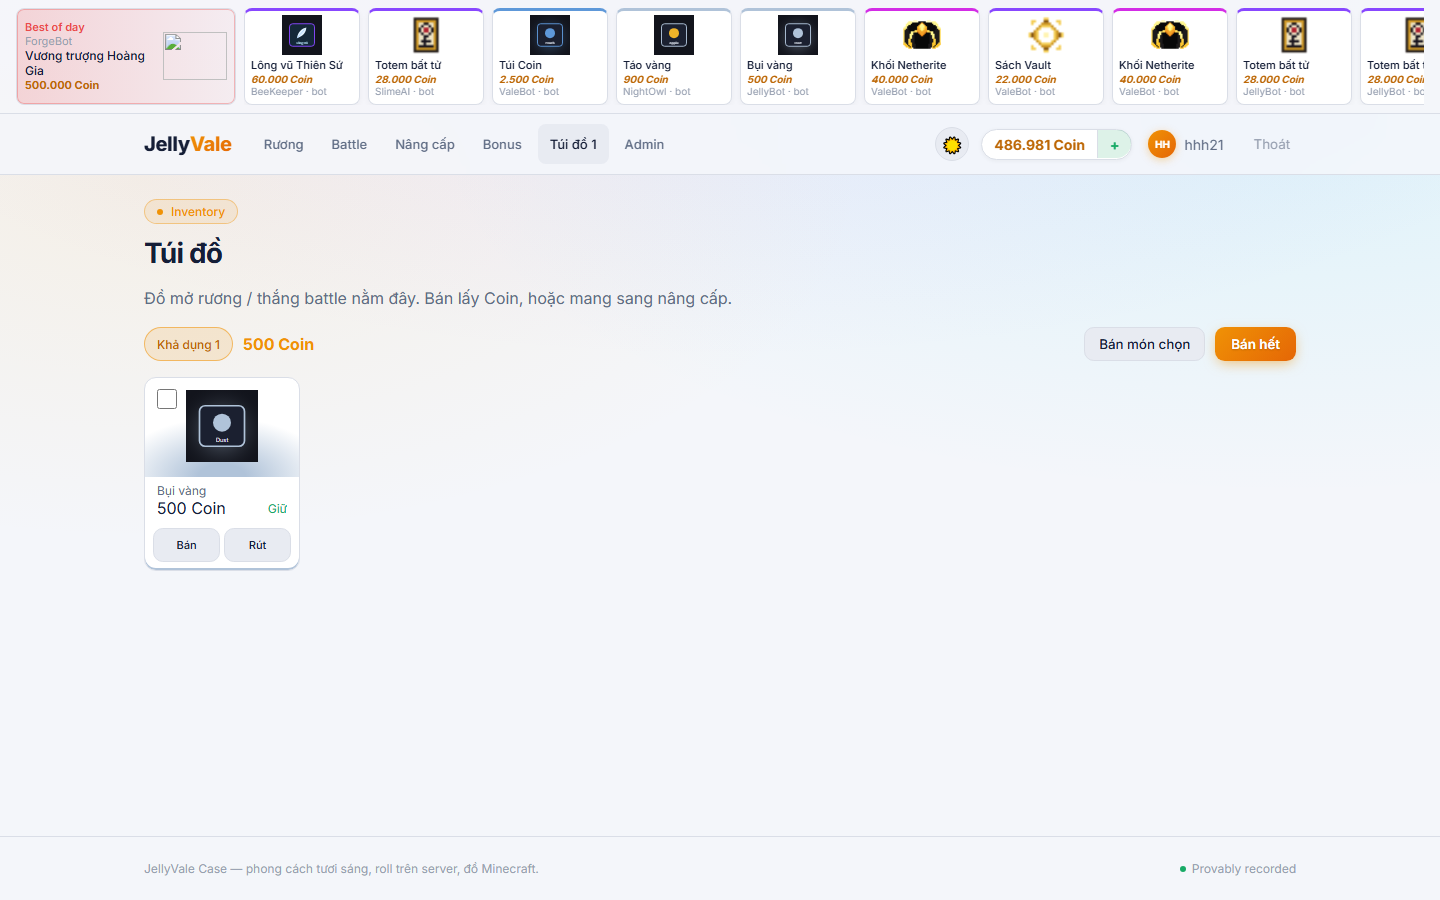 Best of day
ForgeBot
Vương trượng Hoàng
Gia
500.000 Coin
Lông vũ Thiên Sứ
60.000 Coin
BeeKeeper · bot
Totem bất tử
28.000 Coin
SlimeAI · bot
Túi Coin
2.500 Coin
ValeBot · bot
Táo vàng
900 Coin
NightOwl · bot
Bụi vàng
500 Coin
JellyBot · bot
Khối Netherite
40.000 Coin
ValeBot · bot
Sách Vault
22.000 Coin
ValeBot · bot
Khối Netherite
40.000 Coin
ValeBot · bot
Totem bất tử
28.000 Coin
JellyBot · bot
Totem bất
28.000
JellyBot
JellyVale Rương Battle Nâng cấp Bonus Túi đồ 1 Admin 486.981 Coin + HH hhh21 Thoát
Inventory
Túi đồ
Đồ mở rương / thắng battle nằm đây. Bán lấy Coin, hoặc mang sang nâng cấp.
Khả dụng 1 500 Coin Bán món chọn Bán hết
Dust
Bụi vàng
500 Coin Giữ
Bán Rút
JellyVale Case — phong cách tươi sáng, roll trên server, đồ Minecraft. Provably recorded